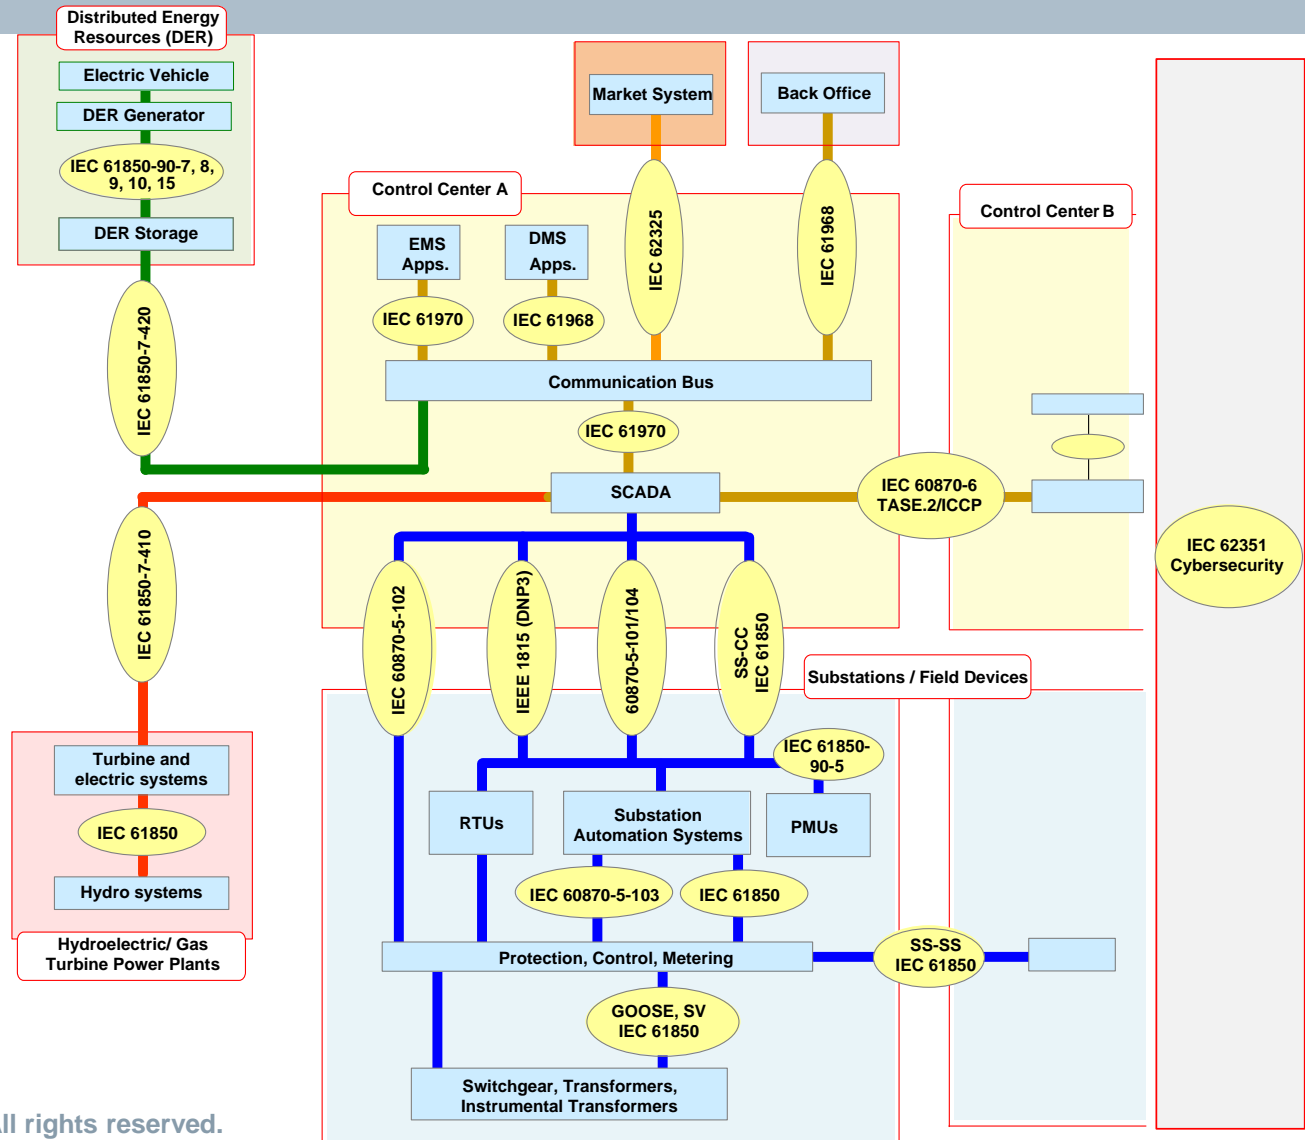 Distributed Energy
Resources (DER)
Electric Vehicle
DER Generator
IEC 61850-90-7, 8,
9, 10, 15
DER Storage
IEC 61850-7-420
Market System
Back Office
IEC 62325
IEC 61968
Control Center A
EMS
Apps.
DMS
Apps.
IEC 61970
IEC 61968
Communication Bus
IEC 61970
SCADA
Control Center B
IEC 60870-6
TASE.2/ICCP
IEC 62351
Cybersecurity
IEC 61850-7-410
IEC 60870-5-102
IEEE 1815 (DNP3)
60870-5-101/104
SS-CC
IEC 61850
Substations / Field Devices
IEC 61850-
90-5
RTUs
Substation
Automation Systems
PMUs
IEC 60870-5-103
IEC 61850
Protection, Control, Metering
SS-SS
IEC 61850
GOOSE, SV
IEC 61850
Switchgear, Transformers,
Instrumental Transformers
Turbine and
electric systems
IEC 61850
Hydro systems
Hydroelectric/ Gas
Turbine Power Plants
All rights reserved.